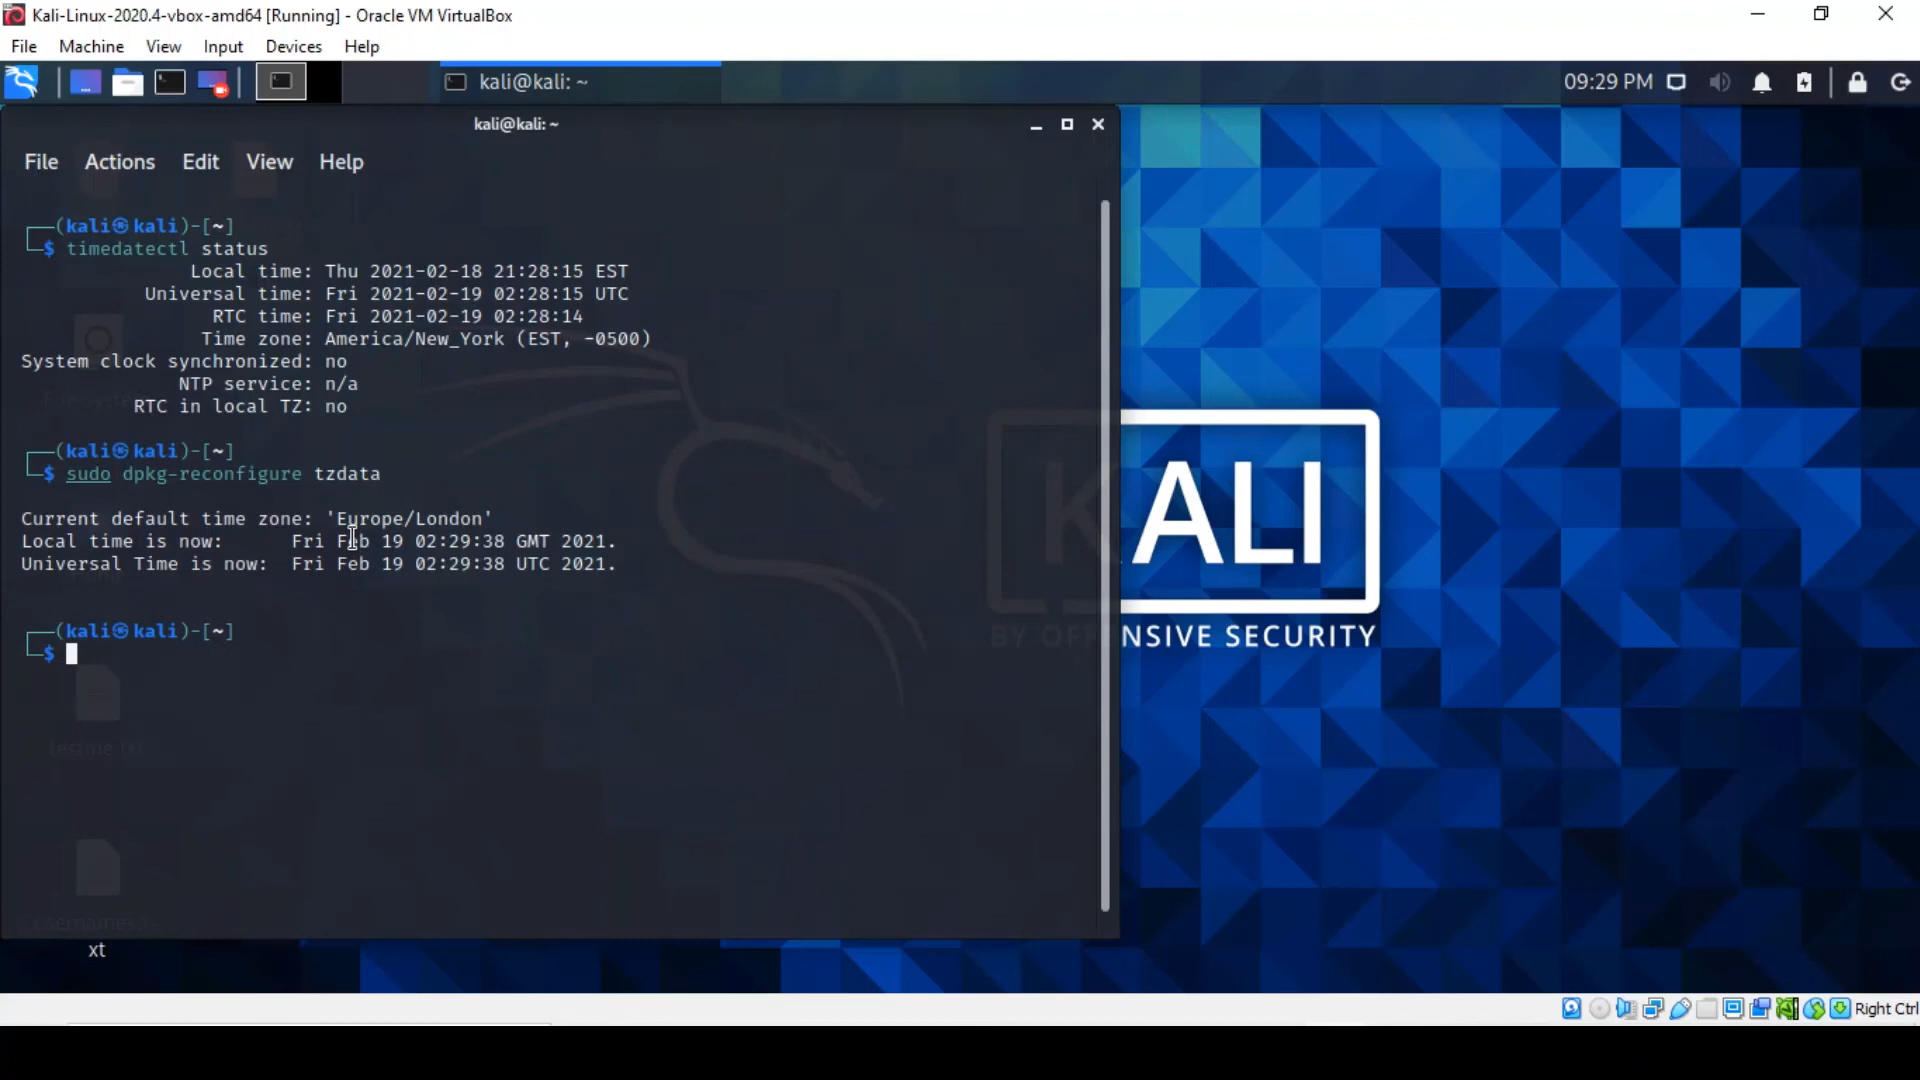 Kali-Linux-2020.4-vbox-amd64 [Running] - Oracle VM VirtualBox
File Machine View Input Devices Help
kali@kali: ~
09:29 PM
kali@kali: ~
File Actions Edit View Help
(kali㉿kali)-[~]
$ timedatectl status
Local time: Thu 2021-02-18 21:28:15 EST
Universal time: Fri 2021-02-19 02:28:15 UTC
RTC time: Fri 2021-02-19 02:28:14
Time zone: America/New_York (EST, -0500)
System clock synchronized: no
NTP service: n/a
RTC in local TZ: no
(kali㉿kali)-[~]
$ sudo dpkg-reconfigure tzdata
Current default time zone: 'Europe/London'
Local time is now: Fri Feb 19 02:29:38 GMT 2021.
Universal Time is now: Fri Feb 19 02:29:38 UTC 2021.
(kali㉿kali)-[~]
$
KALI
BY OFFENSIVE SECURITY
testme.txt
xt
Right Ctrl